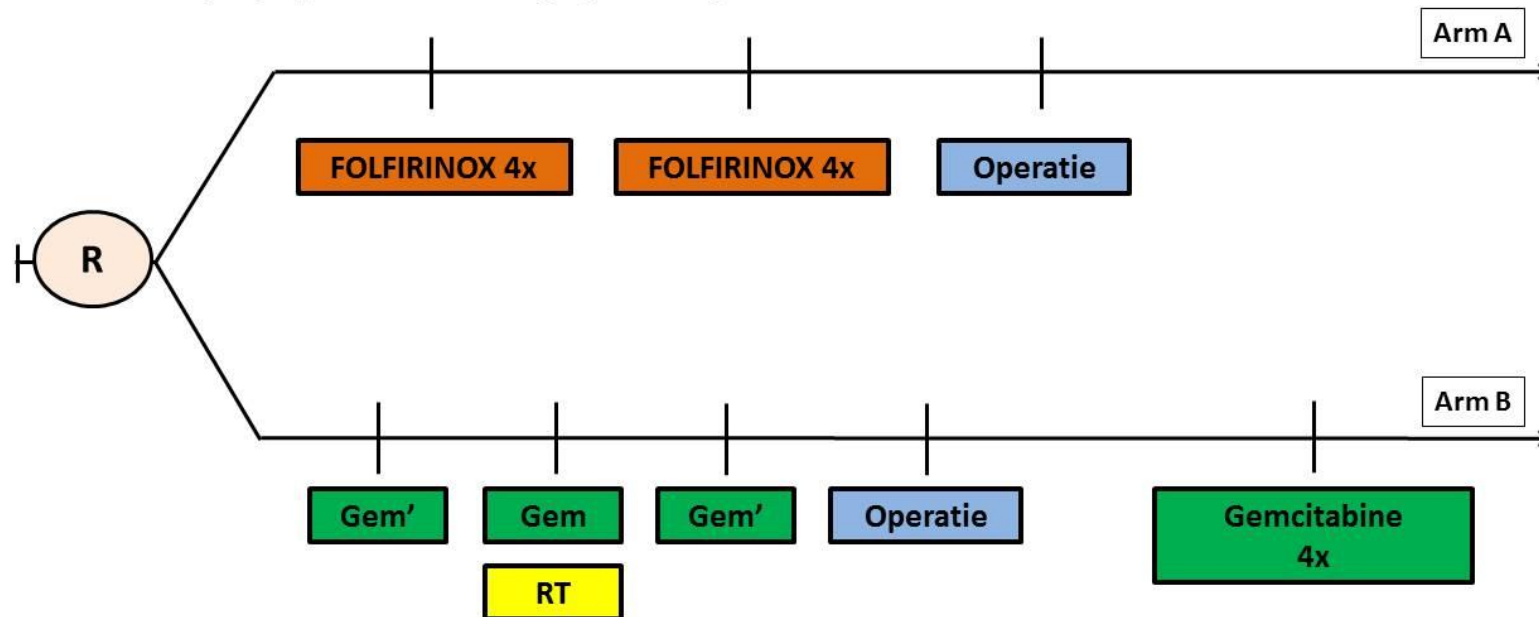 Arm A
FOLFIRINOX 4x
FOLFIRINOX 4x
Operatie
R
Arm B
Gem’
Gem
Gem’
Operatie
Gemcitabine
4x
RT